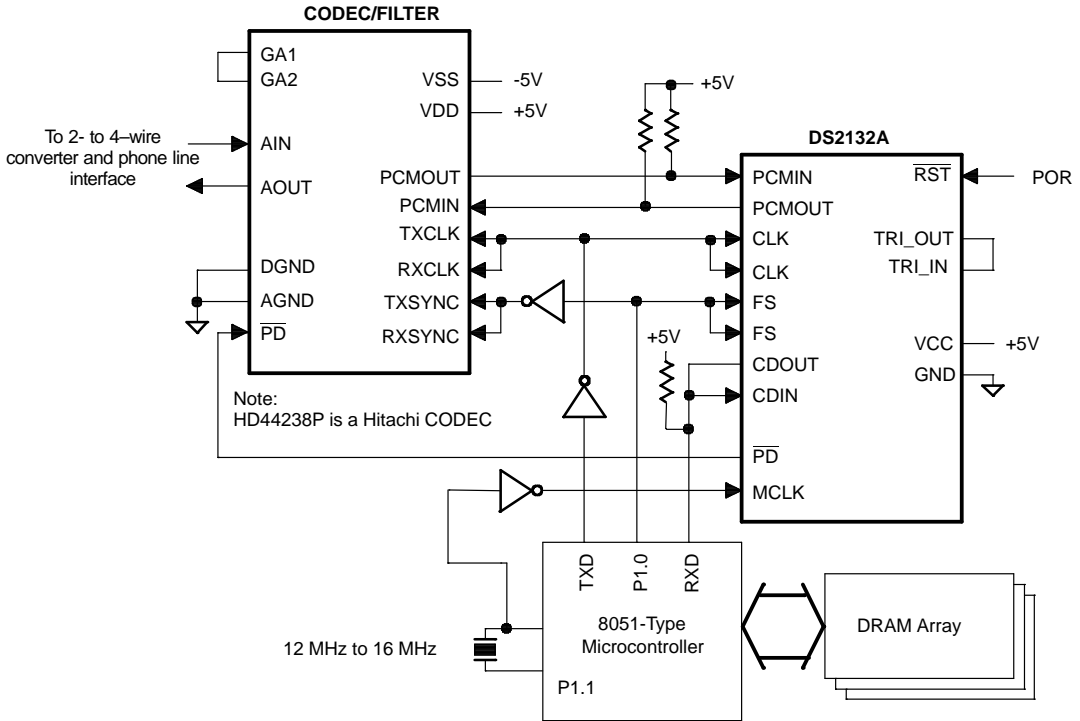 CODEC/FILTER
GA1
GA2
VSS
-5V
VDD
+5V
To 2- to 4–wire
converter and phone line
interface
AIN
AOUT
PCMOUT
PCMIN
TXCLK
RXCLK
TXSYNC
RXSYNC
DGND
AGND
PD
Note:
HD44238P is a Hitachi CODEC
+5V
+5V
DS2132A
PCMIN
PCMOUT
CLK
CLK
FS
FS
CDOUT
CDIN
PD
MCLK
RST
POR
TRI_OUT
TRI_IN
VCC
+5V
GND
TXD
P1.0
RXD
8051-Type
Microcontroller
P1.1
12 MHz to 16 MHz
DRAM Array